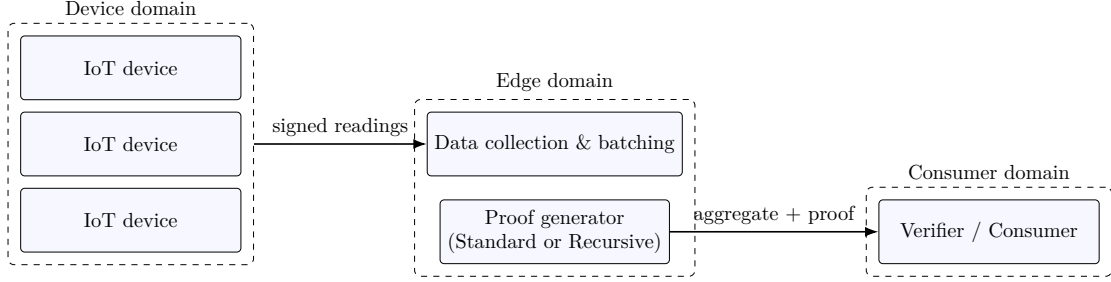 Device domain
IoT device
IoT device
IoT device
signed readings
Edge domain
Data collection & batching
Proof generator
(Standard or Recursive)
aggregate + proof
Consumer domain
Verifier / Consumer